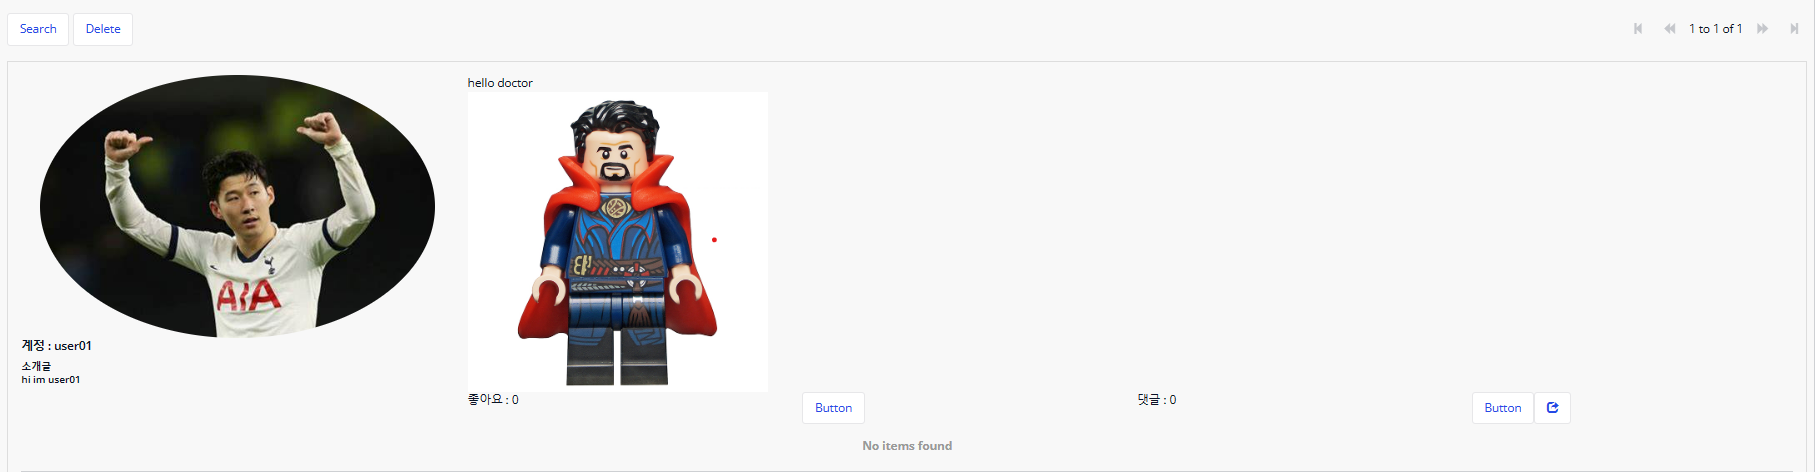 Search Delete 1 to 1 of 1
hello doctor
AIA
계정 : user01
소개글
hi im user01
좋아요 : 0 Button 댓글 : 0 Button
No items found